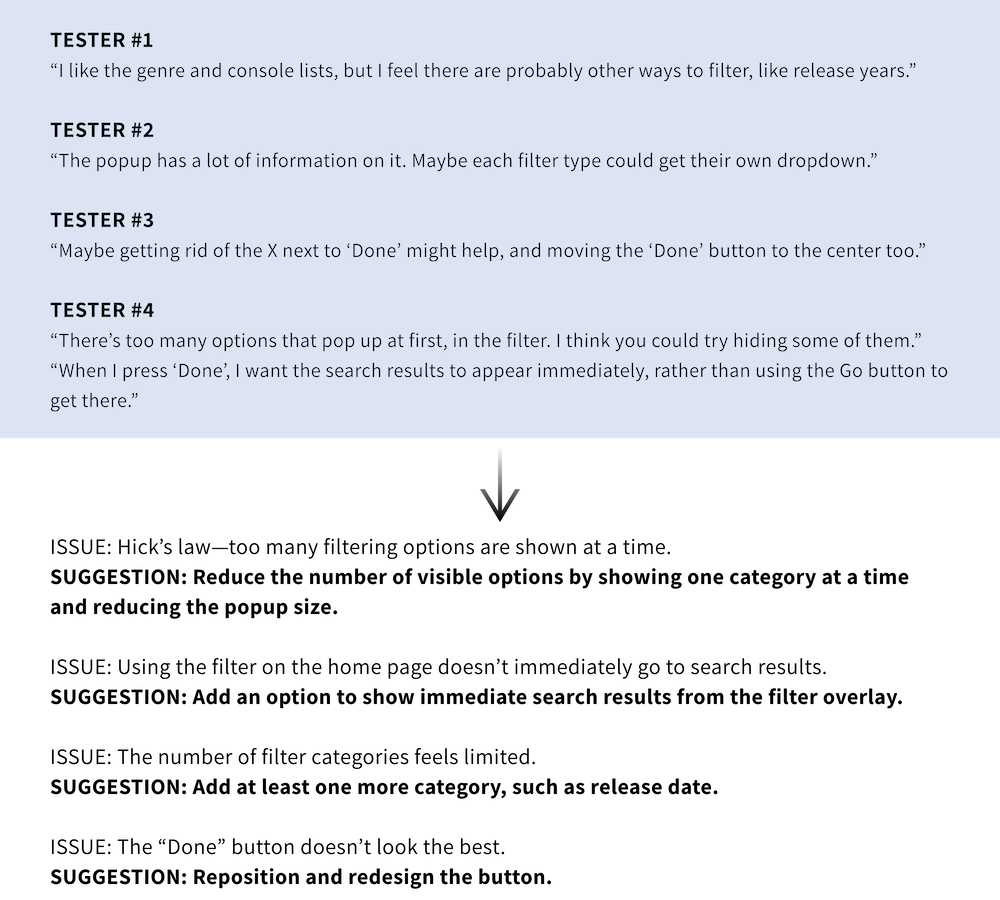 TESTER #1
“I like the genre and console lists, but I feel there are probably other ways to filter, like release years.”
TESTER #2
“The popup has a lot of information on it. Maybe each filter type could get their own dropdown.”
TESTER #3
“Maybe getting rid of the X next to ‘Done’ might help, and moving the ‘Done’ button to the center too.”
TESTER #4
“There’s too many options that pop up at first, in the filter. I think you could try hiding some of them.”
“When I press ‘Done’, I want the search results to appear immediately, rather than using the Go button to
get there.”
ISSUE: Hick’s law—too many filtering options are shown at a time.
SUGGESTION: Reduce the number of visible options by showing one category at a time
and reducing the popup size.
ISSUE: Using the filter on the home page doesn’t immediately go to search results.
SUGGESTION: Add an option to show immediate search results from the filter overlay.
ISSUE: The number of filter categories feels limited.
SUGGESTION: Add at least one more category, such as release date.
ISSUE: The “Done” button doesn’t look the best.
SUGGESTION: Reposition and redesign the button.